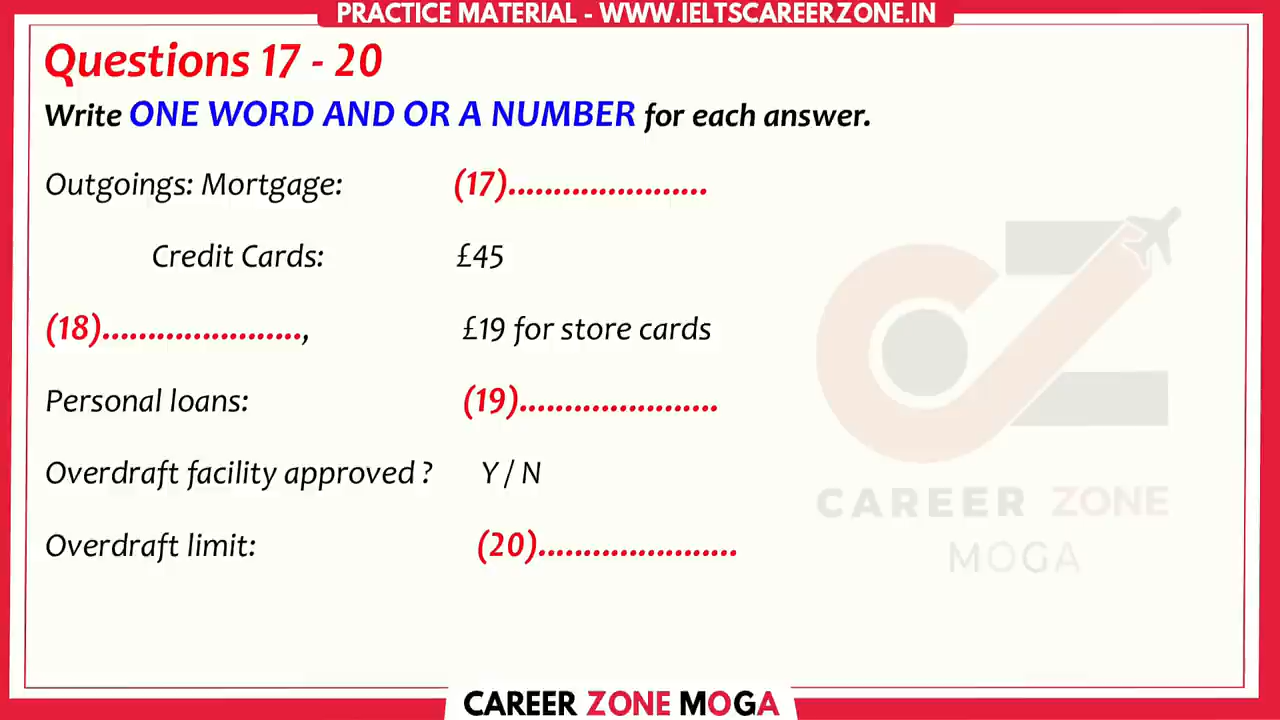 PRACTICE MATERIAL - WWW.IELTSCAREERZONE.IN
Questions 17 - 20
Write ONE WORD AND OR A NUMBER for each answer.
Outgoings: Mortgage: (17)......................
Credit Cards: £45
(18)......................, £19 for store cards
Personal loans: (19)......................
Overdraft facility approved ? Y / N
Overdraft limit: (20)......................
CAREER ZONE
MOGA
CAREER ZONE MOGA